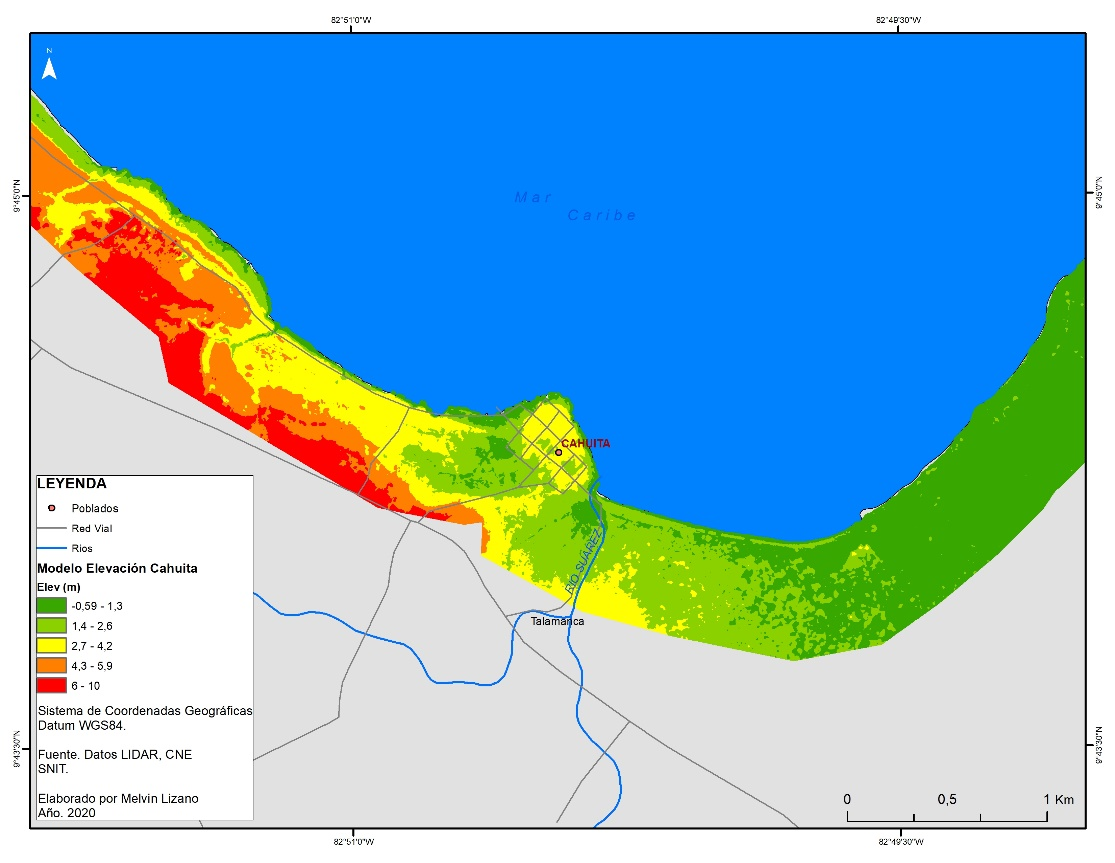 82°51'0"W
82°49'30"W
N
9°45'0"N
9°45'0"N
Mar
Caribe
CAHUITA
RIO SUÁREZ
Talamanca
LEYENDA
Poblados
Red Vial
Rios
Modelo Elevación Cahuita
Elev (m)
-0,59 - 1,3
1,4 - 2,6
2,7 - 4,2
4,3 - 5,9
6 - 10
Sistema de Coordenadas Geográficas
Datum WGS84.
Fuente. Datos LIDAR, CNE
SNIT.
Elaborado por Melvin Lizano
Año. 2020
9°43'30"N
9°43'30"N
0 0,5 1 Km
82°51'0"W
82°49'30"W